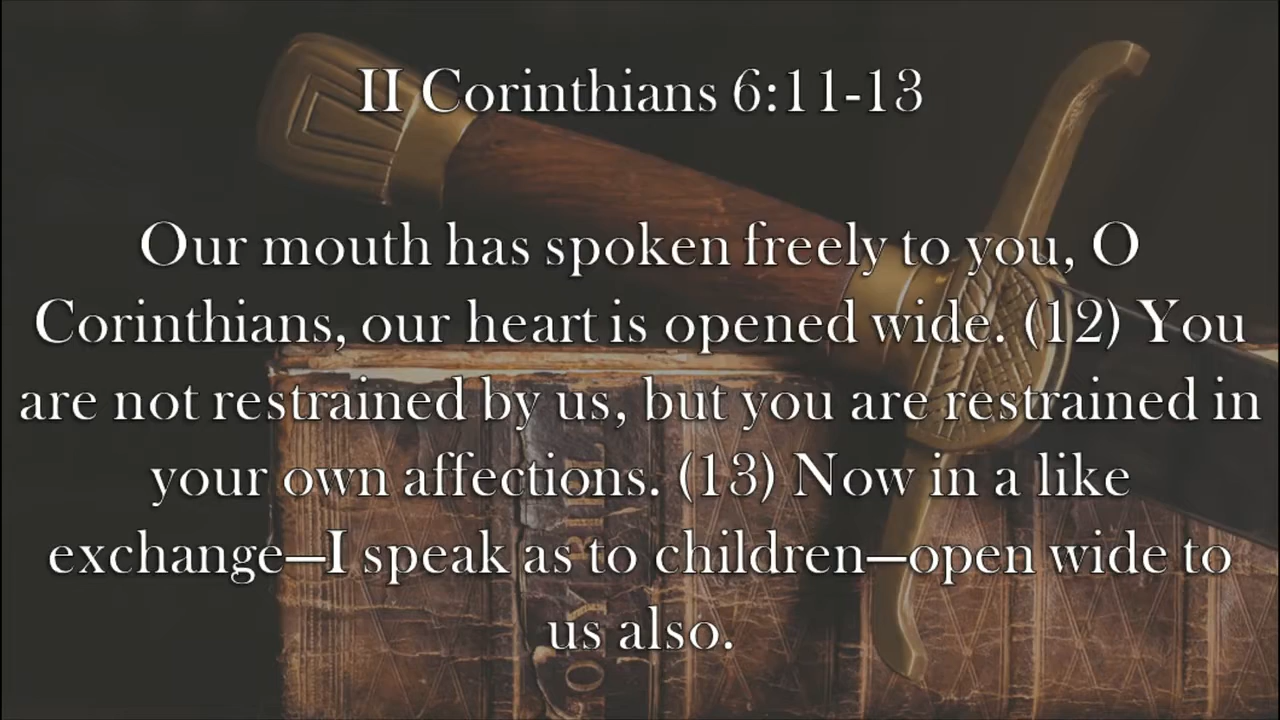 II Corinthians 6:11-13
Our mouth has spoken freely to you, O
Corinthians, our heart is opened wide. (12) You
are not restrained by us, but you are restrained in
your own affections. (13) Now in a like
exchange—I speak as to children—open wide to
us also.